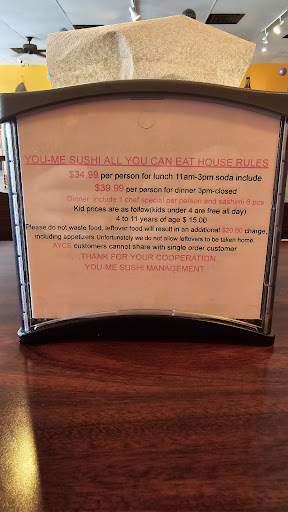 YOU-ME SUSHI ALL YOU CAN EAT HOUSE RULES
$34.99 per person for lunch 11am-3pm soda include
$39.99 per person for dinner 3pm-closed
Dinner include 1 chef special per person and sashimi 6 pcs
Kid prices are as follow(kids under 4 are free all day)
4 to 11 years of age $ 15.00
Please do not waste food, leftover food will result in an additional $20.00 charge,
including appetizers.Unfortunately we do not allow leftovers to be taken home
AYCE customers cannot share with single order customer
THANK FOR YOUR COOPERATION
YOU-ME SUSHI MANAGEMENT